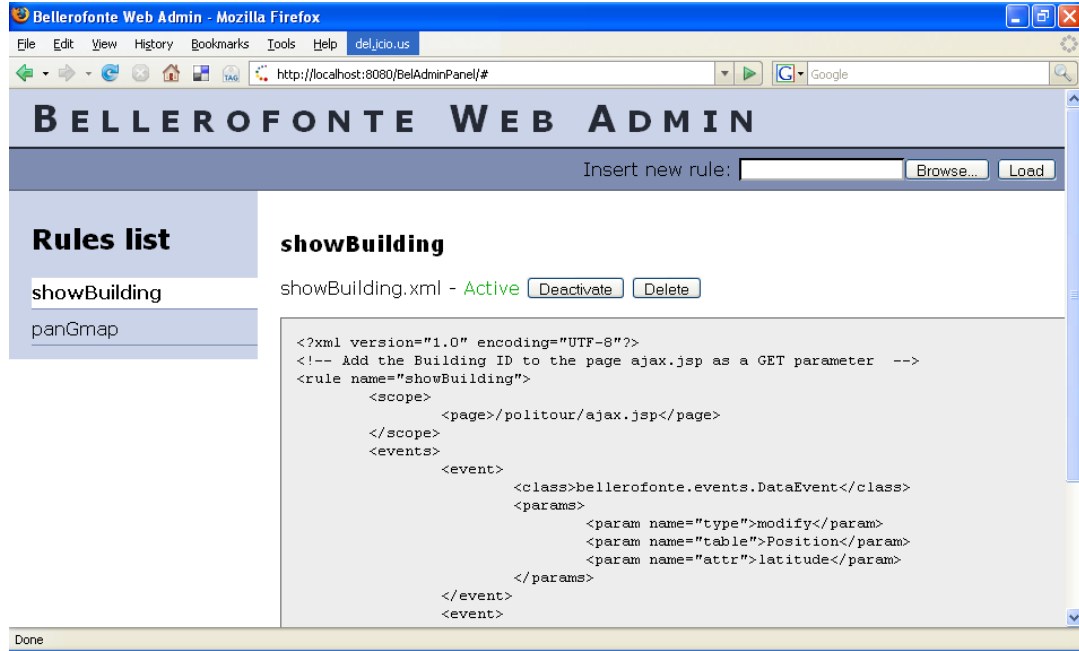 Bellerofonte Web Admin - Mozilla Firefox
File Edit View History Bookmarks Tools Help del.icio.us
TAG http://localhost:8080/BelAdminPanel/# G Google
BELLEROFONTE WEB ADMIN
Insert new rule: Browse... Load
Rules list
showBuilding
panGmap
showBuilding
showBuilding.xml - Active Deactivate Delete
<?xml version="1.0" encoding="UTF-8"?>
<!-- Add the Building ID to the page ajax.jsp as a GET parameter  -->
<rule name="showBuilding">
<scope>
<page>/politour/ajax.jsp</page>
</scope>
<events>
<event>
<class>bellerofonte.events.DataEvent</class>
<params>
<param name="type">modify</param>
<param name="table">Position</param>
<param name="attr">latitude</param>
</params>
</event>
<event>
Done